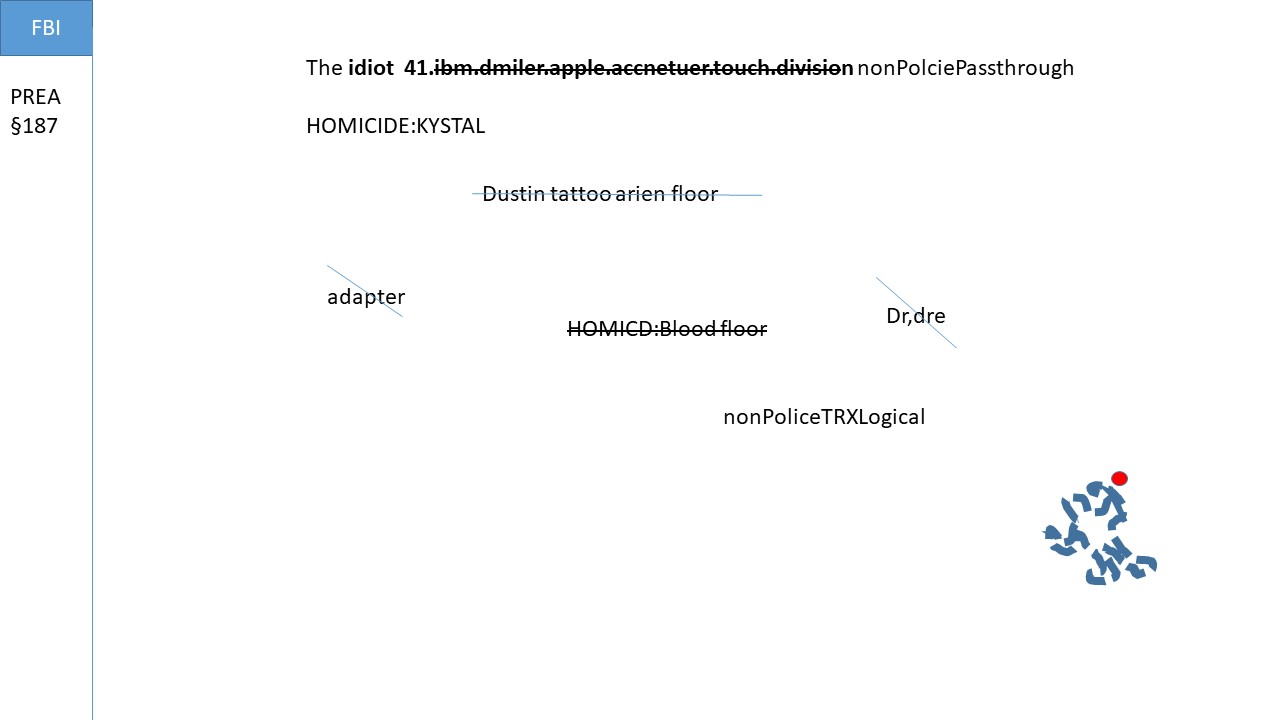 FBI
PREA
§187
The idiot 41.ibm.dmiler.apple.accnetuer.touch.division nonPolciePassthrough
HOMICIDE:KYSTAL
Dustin tattoo arien floor
adapter
Dr,dre
HOMICD:Blood floor
nonPoliceTRXLogical